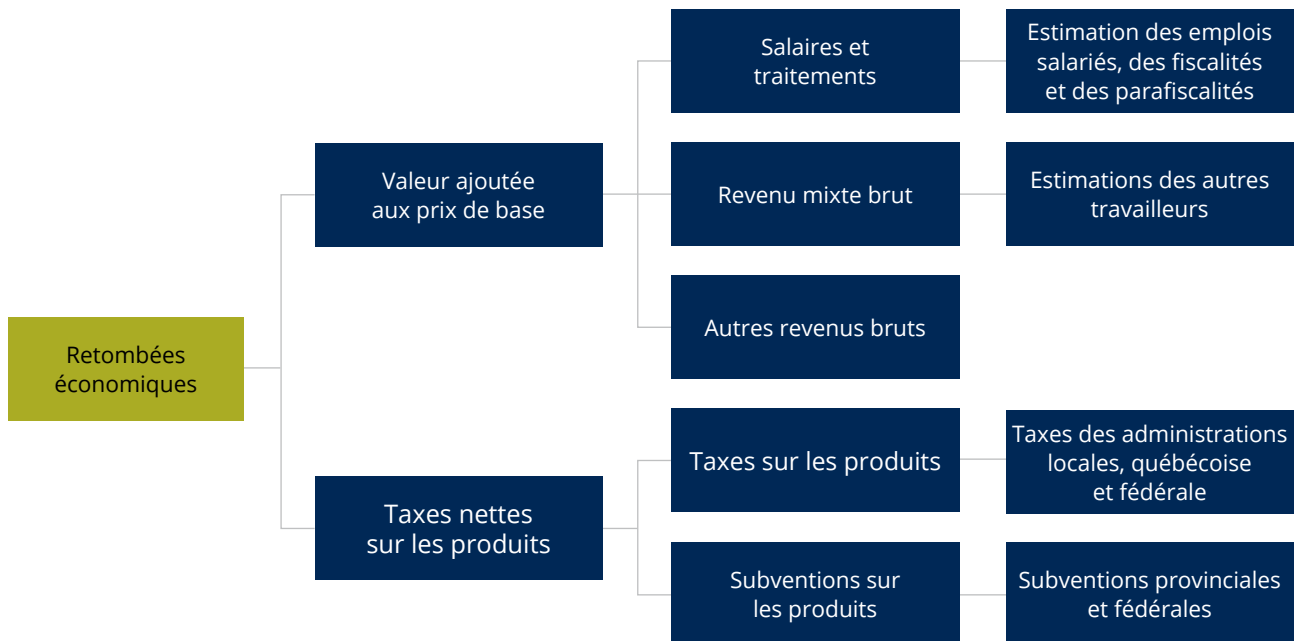 Retombées
économiques
Valeur ajoutée
aux prix de base
Salaires et
traitements
Estimation des emplois
salariés, des fiscalités
et des parafiscalités
Revenu mixte brut
Estimations des autres
travailleurs
Autres revenus bruts
Taxes nettes
sur les produits
Taxes sur les produits
Taxes des administrations
locales, québécoise
et fédérale
Subventions sur
les produits
Subventions provinciales
et fédérales